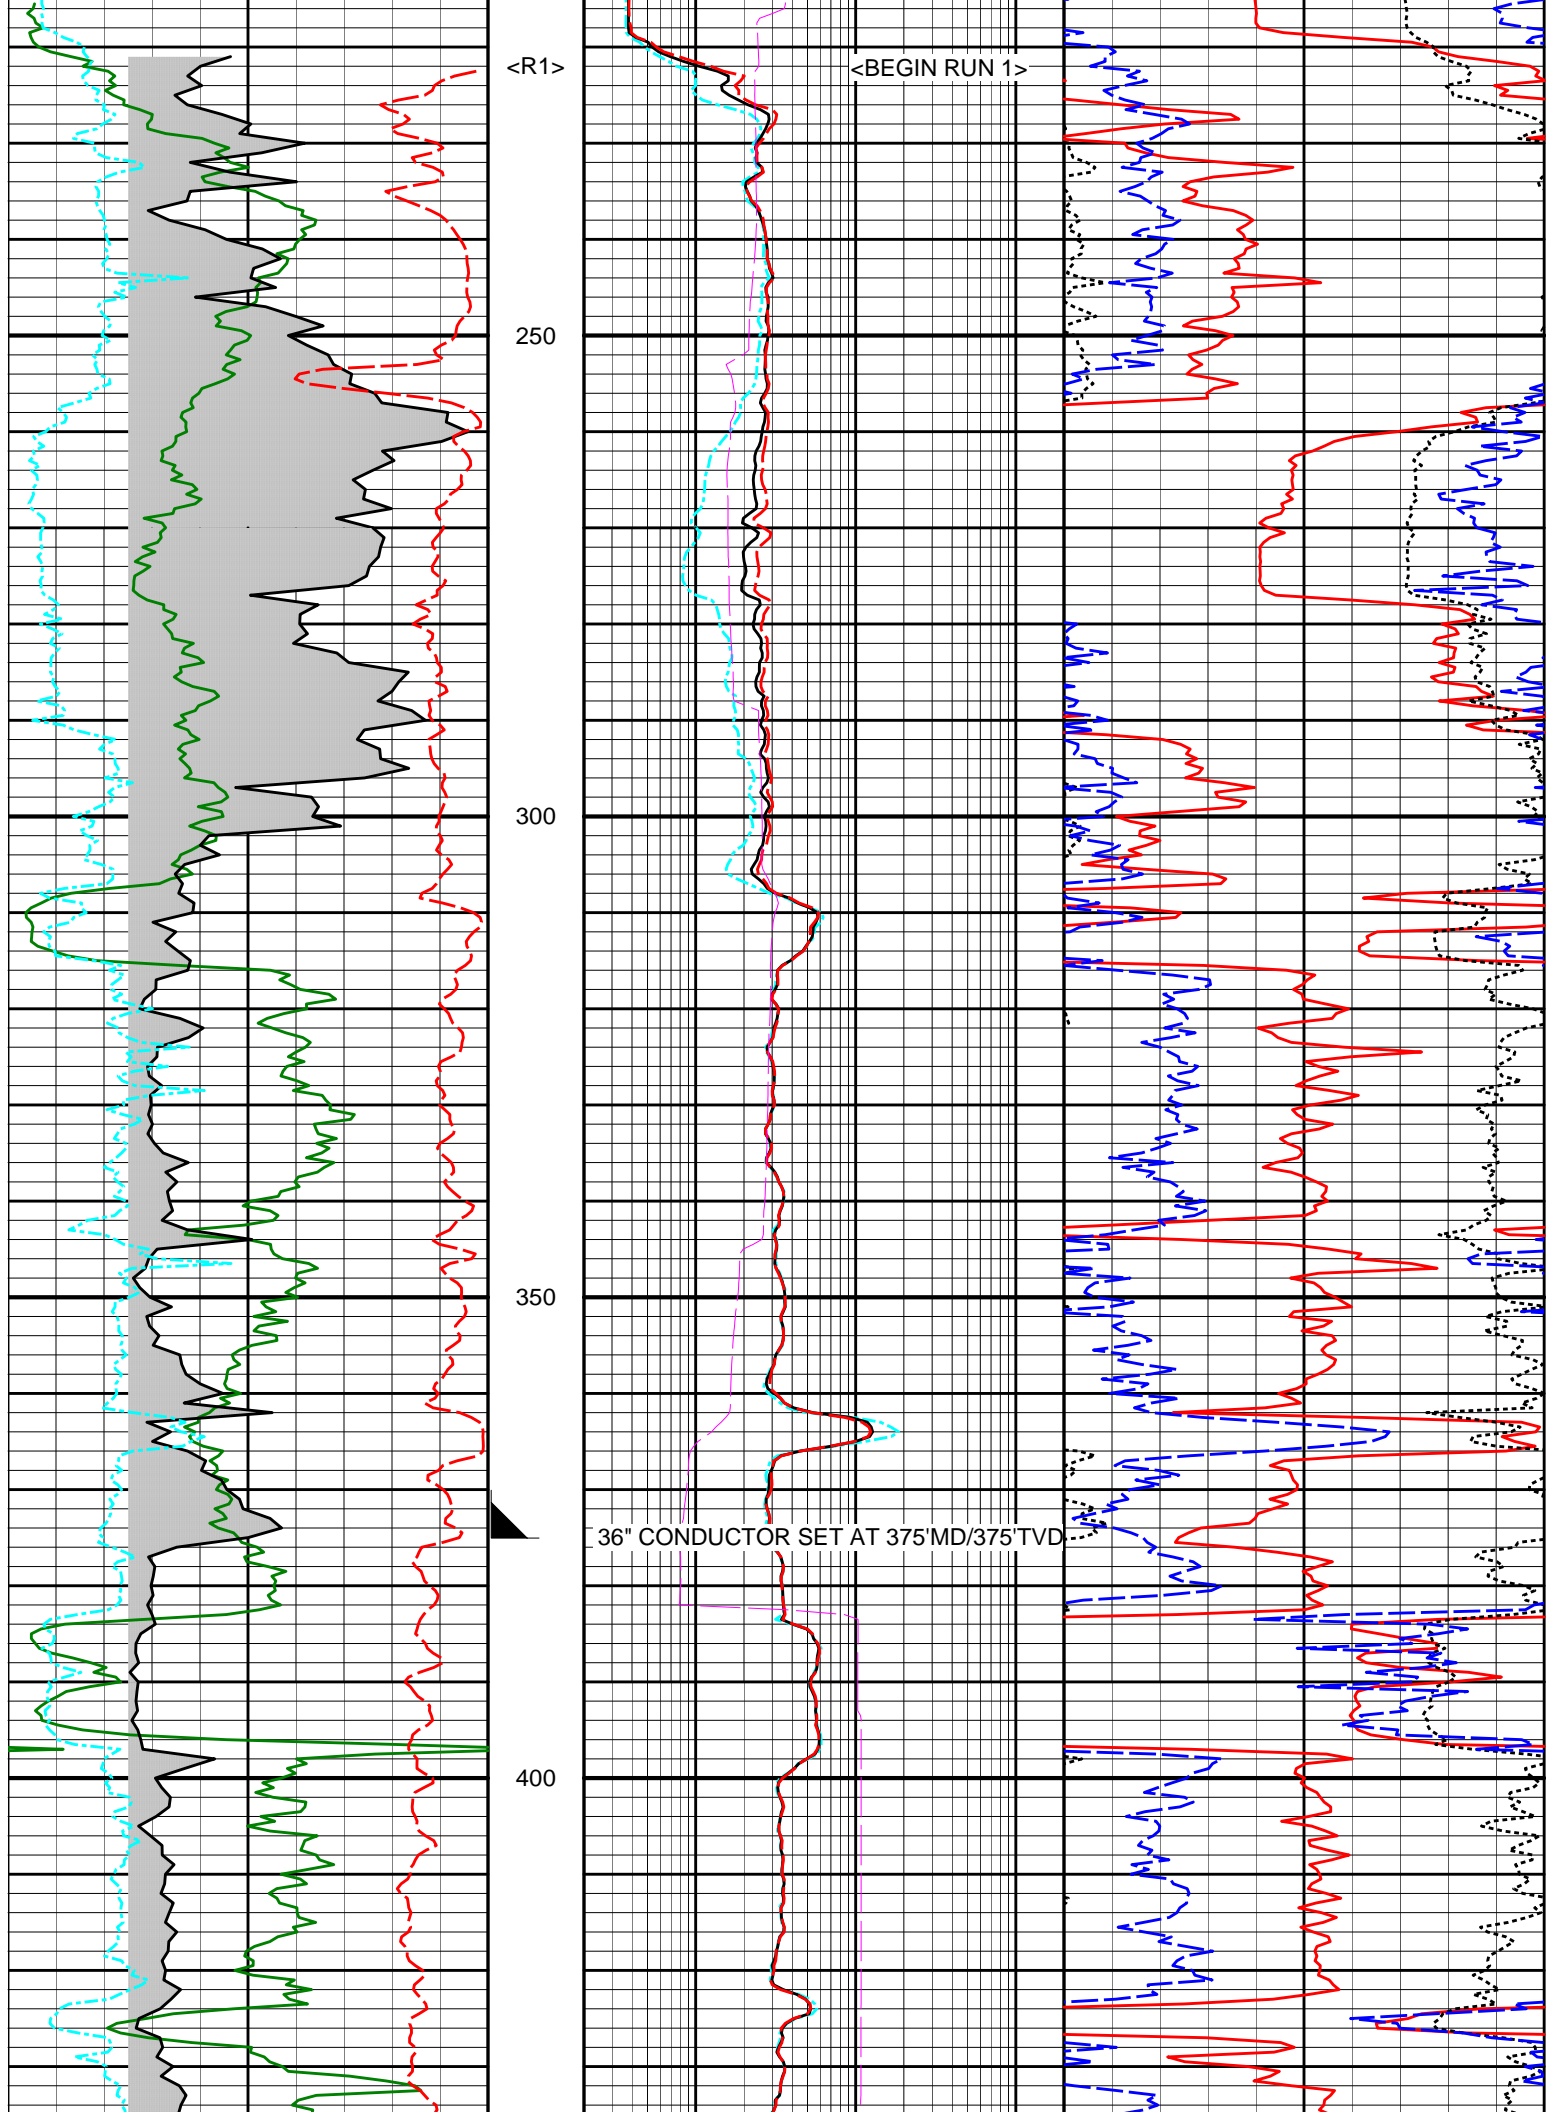 <R1>
<BEGIN RUN 1>
250
300
350
36" CONDUCTOR SET AT 375'MD/375'TVD
400